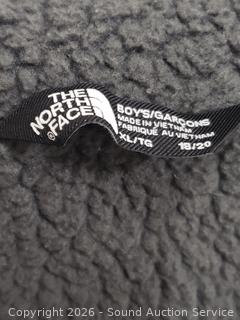 THE
NORTH
FACE
®
BOY'S/GARÇONS
MADE IN VIETNAM
FABRIQUÉ AU VIETNAM
XL/TG 18/20
Copyright 2026 - Sound Auction Service